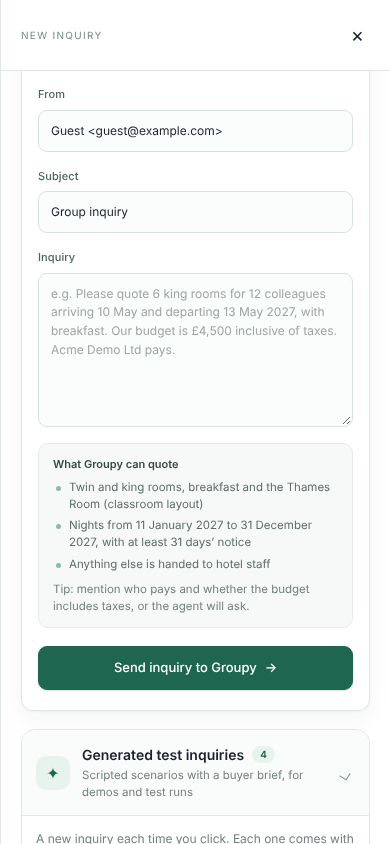 NEW INQUIRY
From
Guest <guest@example.com>
Subject
Group inquiry
Inquiry
e.g. Please quote 6 king rooms for 12 colleagues
arriving 10 May and departing 13 May 2027, with
breakfast. Our budget is £4,500 inclusive of taxes.
Acme Demo Ltd pays.
What Groupy can quote
Twin and king rooms, breakfast and the Thames
Room (classroom layout)
Nights from 11 January 2027 to 31 December
2027, with at least 31 days’ notice
Anything else is handed to hotel staff
Tip: mention who pays and whether the budget
includes taxes, or the agent will ask.
Send inquiry to Groupy →
Generated test inquiries 4
Scripted scenarios with a buyer brief, for
demos and test runs
A new inquiry each time you click. Each one comes with